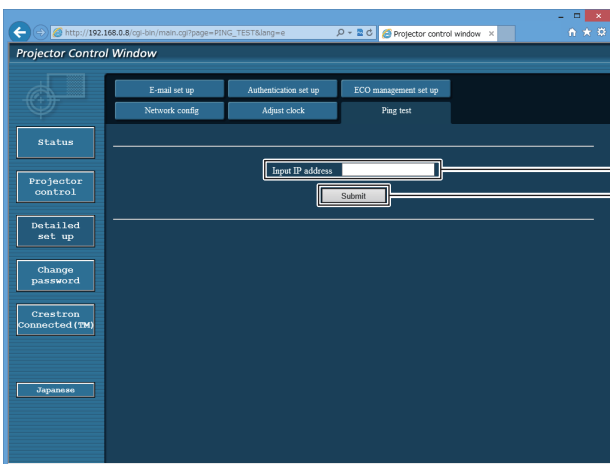 http://192.168.0.8/cgi-bin/main.cgi?page=PING_TEST&lang=e
Projector control window
Projector Control Window
E-mail set up
Authentication set up
ECO management set up
Network config
Adjust clock
Ping test
Status
Projector
control
Detailed
set up
Change
password
Crestron
Connected(TM)
Japanese
Input IP address
Submit